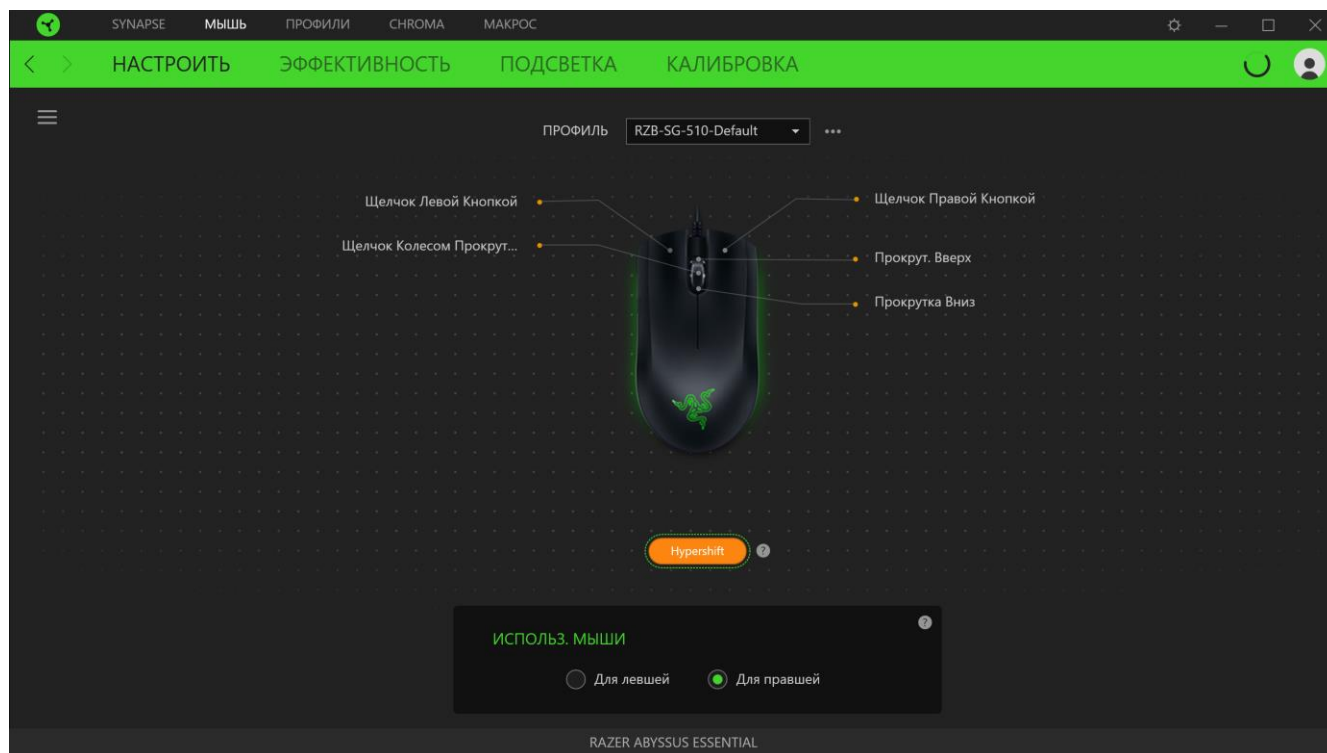 SYNAPSE МЫШЬ ПРОФИЛИ CHROMA МАКРОС
НАСТРОИТЬ ЭФФЕКТИВНОСТЬ ПОДСВЕТКА КАЛИБРОВКА
ПРОФИЛЬ RZB-SG-510-Default
Щелчок Левой Кнопкой
Щелчок Правой Кнопкой
Щелчок Колесом Прокрут...
Прокрут. Вверх
Прокрутка Вниз
Hypershift ?
?
ИСПОЛЬЗ. МЫШИ
Для левшей Для правшей
RAZER ABYSSUS ESSENTIAL